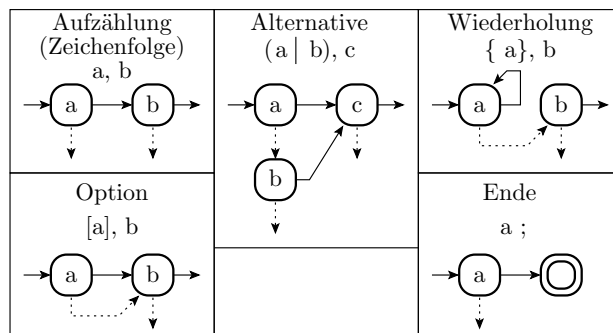 Aufzählung
(Zeichenfolge)
a, b
a b
Alternative
(a | b), c
a c
b
Wiederholung
{ a}, b
a b
Option
[a], b
a b
Ende
a ;
a